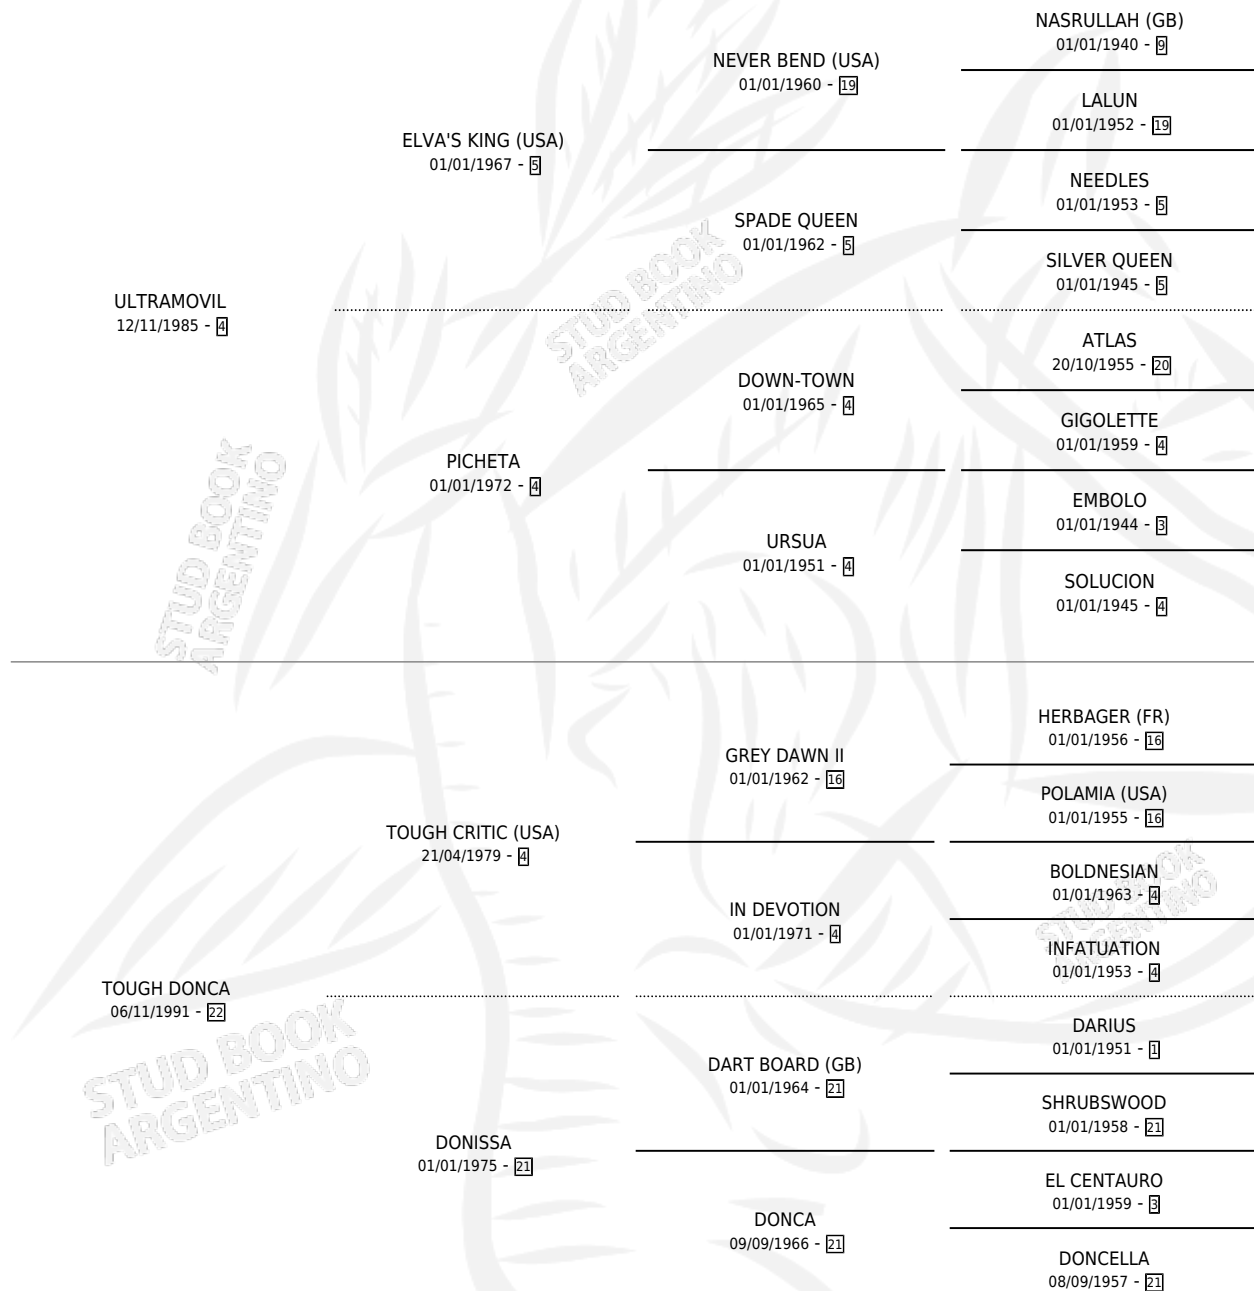 NASRULLAH (GB)
01/01/1940 - 9
NEVER BEND (USA)
01/01/1960 - 19
LALUN
01/01/1952 - 19
ELVA'S KING (USA)
01/01/1967 - 5
NEEDLES
01/01/1953 - 5
SPADE QUEEN
01/01/1962 - 5
SILVER QUEEN
01/01/1945 - 5
ULTRAMOVIL
12/11/1985 - 4
ATLAS
20/10/1955 - 20
DOWN-TOWN
01/01/1965 - 4
GIGOLETTE
01/01/1959 - 4
PICHETA
01/01/1972 - 4
EMBOLO
01/01/1944 - 3
URSUA
01/01/1951 - 4
SOLUCION
01/01/1945 - 4
HERBAGER (FR)
01/01/1956 - 16
GREY DAWN II
01/01/1962 - 16
POLAMIA (USA)
01/01/1955 - 16
TOUGH CRITIC (USA)
21/04/1979 - 4
BOLDNESIAN
01/01/1963 - 4
IN DEVOTION
01/01/1971 - 4
INFATUATION
01/01/1953 - 4
TOUGH DONCA
06/11/1991 - 22
DARIUS
01/01/1951 - 1
DART BOARD (GB)
01/01/1964 - 21
SHRUBSWOOD
01/01/1958 - 21
DONISSA
01/01/1975 - 21
EL CENTAURO
01/01/1959 - 3
DONCA
09/09/1966 - 21
DONCELLA
08/09/1957 - 21
STUD BOOK
ARGENTINO
STUD BOOK
ARGENTINO
STUD BOOK
ARGENTINO
STUD BOOK
ARGENTINO